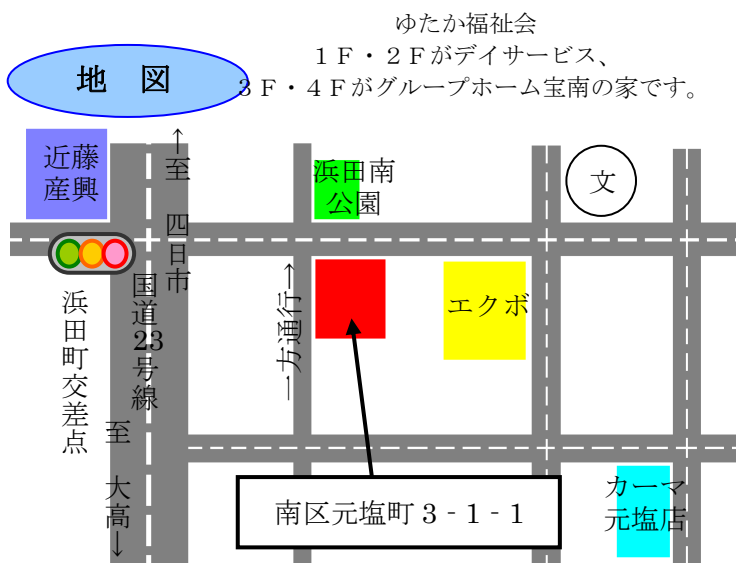 ゆたか福祉会
１Ｆ・２Ｆがデイサービス、
３Ｆ・４Ｆがグループホーム宝南の家です。
地　図
近藤
産興
←至　四日市
浜田南
公園
文
国道23号線
浜田町交差点
一方通行→
エクボ
至　大高→
南区元塩町３‐１‐１
カーマ
元塩店